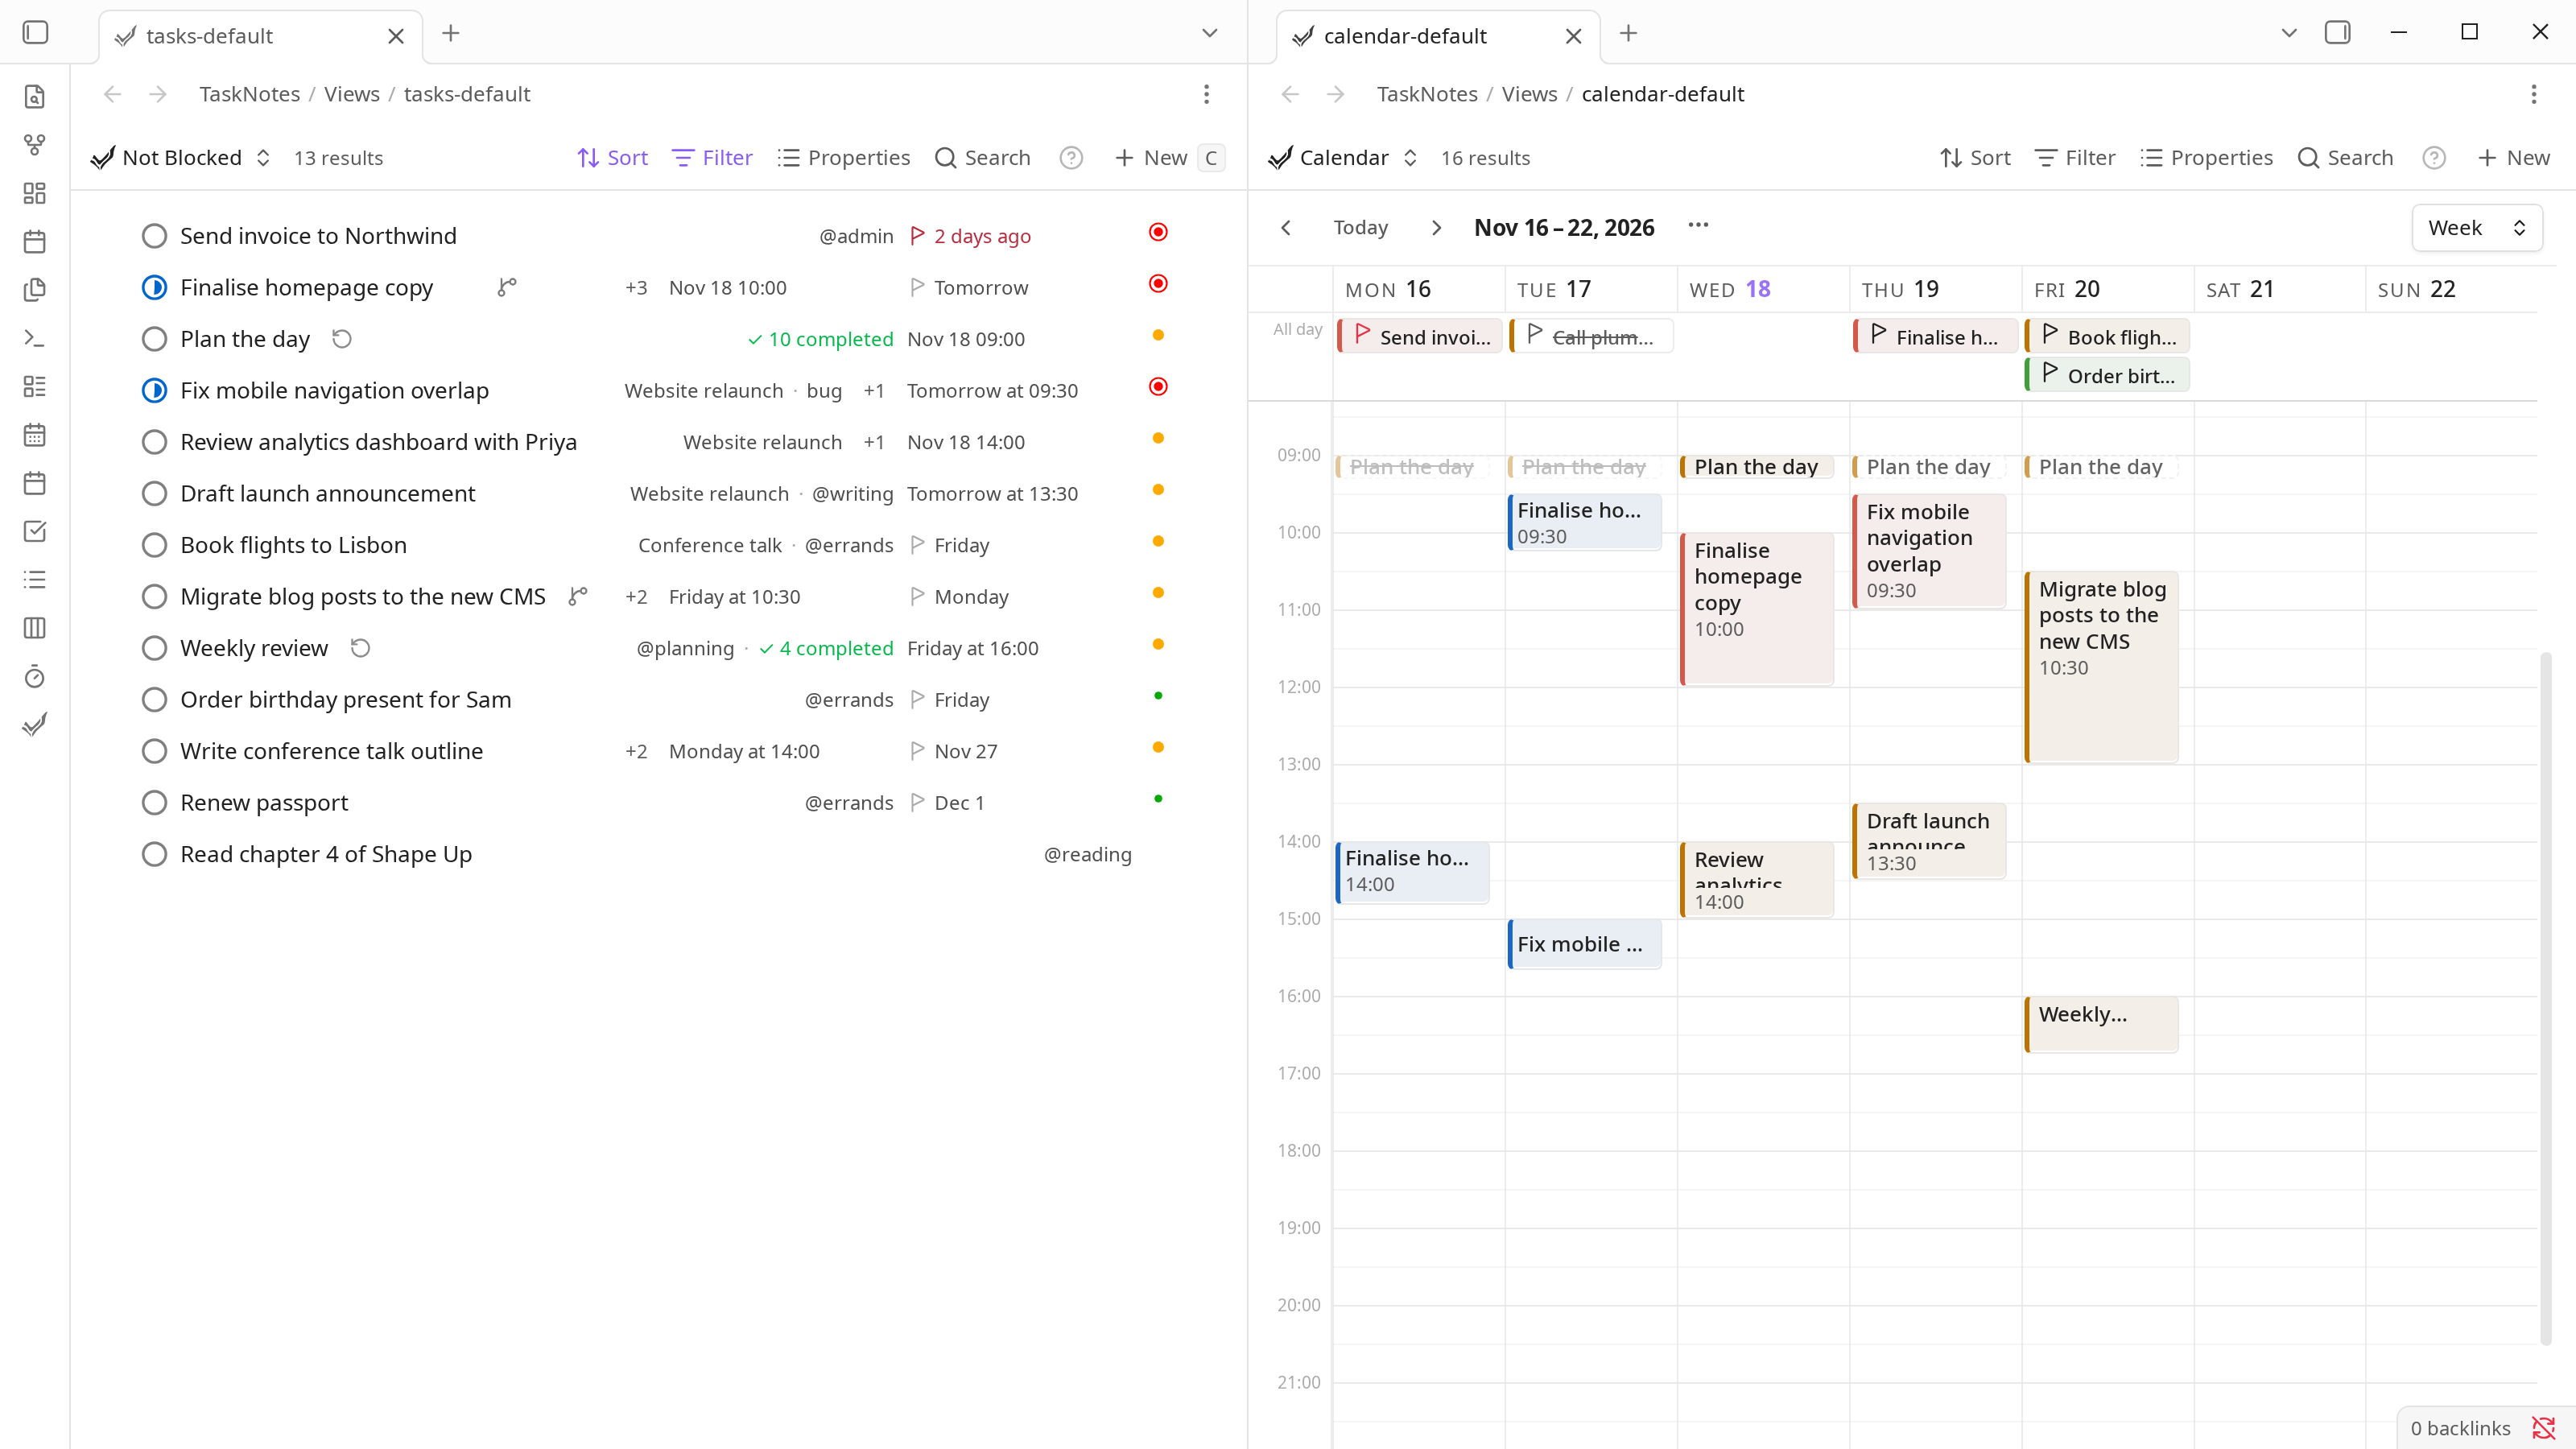 tasks-default
TaskNotes / Views / tasks-default
Not Blocked 13 results Sort Filter Properties Search New C
Send invoice to Northwind @admin 2 days ago
Finalise homepage copy +3 Nov 18 10:00 Tomorrow
Plan the day 10 completed Nov 18 09:00
Fix mobile navigation overlap Website relaunch · bug +1 Tomorrow at 09:30
Review analytics dashboard with Priya Website relaunch +1 Nov 18 14:00
Draft launch announcement Website relaunch · @writing Tomorrow at 13:30
Book flights to Lisbon Conference talk · @errands Friday
Migrate blog posts to the new CMS +2 Friday at 10:30 Monday
Weekly review @planning · 4 completed Friday at 16:00
Order birthday present for Sam @errands Friday
Write conference talk outline +2 Monday at 14:00 Nov 27
Renew passport @errands Dec 1
Read chapter 4 of Shape Up @reading
calendar-default
TaskNotes / Views / calendar-default
Calendar 16 results Sort Filter Properties Search New
Today Nov 16 – 22, 2026 ... Week
MON 16 TUE 17 WED 18 THU 19 FRI 20 SAT 21 SUN 22
All day Send invoi... Call plum... Finalise h... Book fligh...
Order birt...
09:00 Plan the day Plan the day Plan the day Plan the day Plan the day
Finalise ho...
09:30
Fix mobile
navigation
overlap
09:30
10:00
Finalise
homepage
copy
10:00
Migrate blog
posts to the
new CMS
10:30
11:00
12:00
13:00
Draft launch
announce
13:30
14:00
Finalise ho...
14:00
Review
analytics
14:00
15:00
Fix mobile ...
16:00
Weekly...
17:00
18:00
19:00
20:00
21:00
0 backlinks